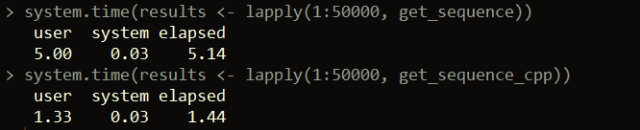 > system.time(results <- lapply(1:50000, get_sequence))
user system elapsed
5.00 0.03 5.14
> system.time(results <- lapply(1:50000, get_sequence_cpp))
user system elapsed
1.33 0.03 1.44